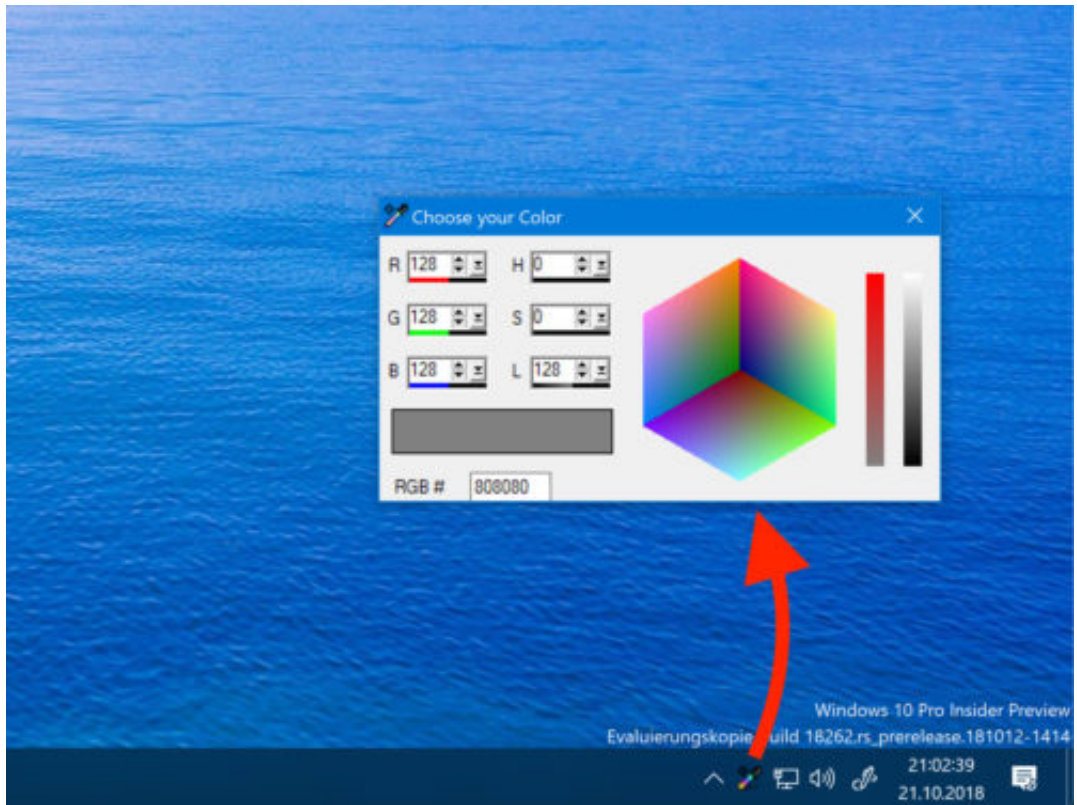 Choose your Color
R 128 H 0
G 128 S 0
B 128 L 128
RGB # 808080
Windows 10 Pro Insider Preview
Evaluierungskopie. Build 18262.rs_prerelease.181012-1414
21:02:39
21.10.2018